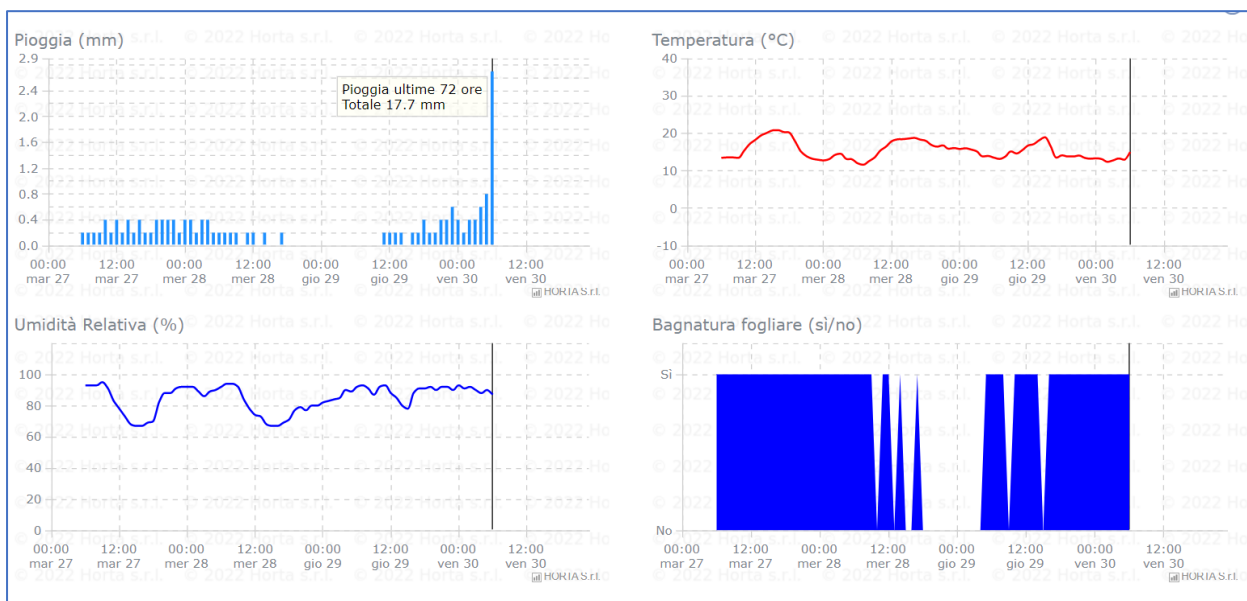 Pioggia (mm)
2.9
2.4
2.0
1.6
1.2
0.8
0.4
0.0
Pioggia ultime 72 ore
Totale 17.7 mm
00:00 12:00 00:00 12:00 00:00 12:00 00:00 12:00
mar 27 mar 27 mer 28 mer 28 gio 29 gio 29 ven 30 ven 30
HORTA S.r.l.
Temperatura (°C)
40
30
20
10
0
-10
00:00 12:00 00:00 12:00 00:00 12:00 00:00 12:00
mar 27 mar 27 mer 28 mer 28 gio 29 gio 29 ven 30 ven 30
HORTA S.r.l.
Umidità Relativa (%)
100
80
60
40
20
0
00:00 12:00 00:00 12:00 00:00 12:00 00:00 12:00
mar 27 mar 27 mer 28 mer 28 gio 29 gio 29 ven 30 ven 30
HORTA S.r.l.
Bagnatura fogliare (sì/no)
Sì
No
00:00 12:00 00:00 12:00 00:00 12:00 00:00 12:00
mar 27 mar 27 mer 28 mer 28 gio 29 gio 29 ven 30 ven 30
HORTA S.r.l.
© 2022 Horta s.r.l.